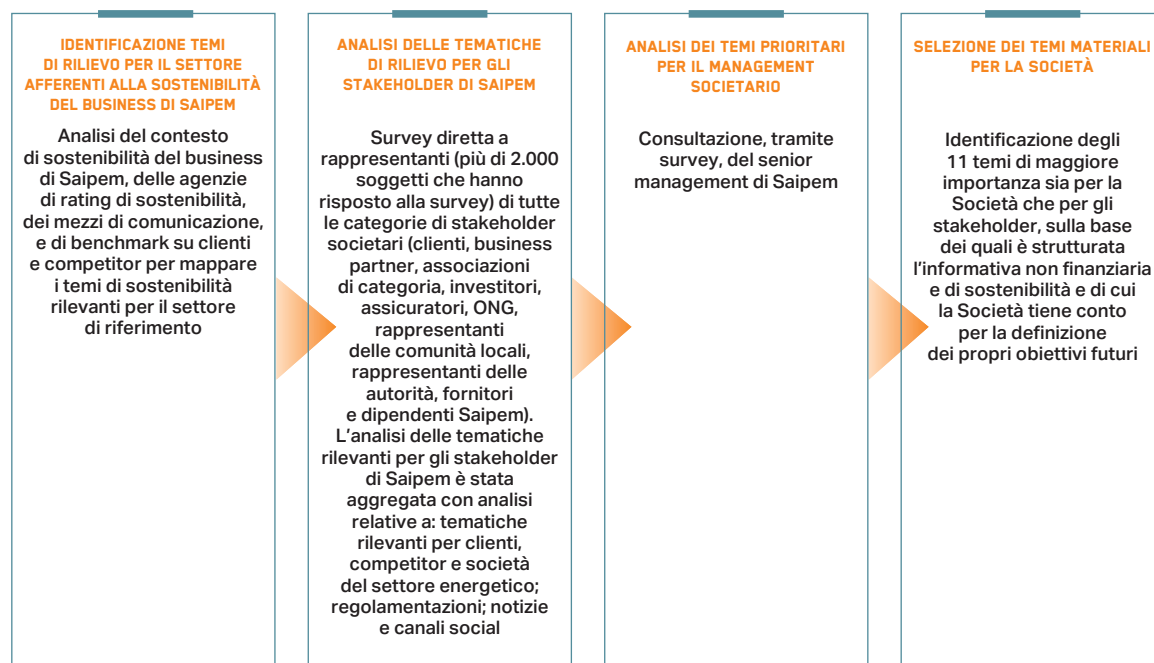 IDENTIFICAZIONE TEMI
DI RILIEVO PER IL SETTORE
AFFERENTI ALLA SOSTENIBILITÀ
DEL BUSINESS DI SAIPEM
Analisi del contesto
di sostenibilità del business
di Saipem, delle agenzie
di rating di sostenibilità,
dei mezzi di comunicazione,
e di benchmark su clienti
e competitor per mappare
i temi di sostenibilità
rilevanti per il settore
di riferimento
ANALISI DELLE TEMATICHE
DI RILIEVO PER GLI
STAKEHOLDER DI SAIPEM
Survey diretta a
rappresentanti (più di 2.000
soggetti che hanno
risposto alla survey) di tutte
le categorie di stakeholder
societari (clienti, business
partner, associazioni
di categoria, investitori,
assicuratori, ONG,
rappresentanti
delle comunità locali,
rappresentanti delle
autorità, fornitori
e dipendenti Saipem).
L'analisi delle tematiche
rilevanti per gli stakeholder
di Saipem è stata
aggregata con analisi
relative a: tematiche
rilevanti per clienti,
competitor e società
del settore energetico;
regolamentazioni; notizie
e canali social
ANALISI DEI TEMI PRIORITARI
PER IL MANAGEMENT
SOCIETARIO
Consultazione, tramite
survey, del senior
management di Saipem
SELEZIONE DEI TEMI MATERIALI
PER LA SOCIETÀ
Identificazione degli
11 temi di maggiore
importanza sia per la
Società che per gli
stakeholder, sulla base
dei quali è strutturata
l'informativa non finanziaria
e di sostenibilità e di cui
la Società tiene conto
per la definizione
dei propri obiettivi futuri